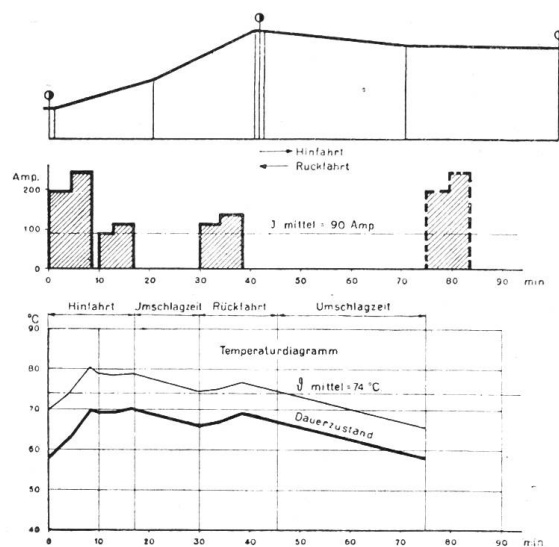 Hinfahrt
Rückfahrt
Amp.
200
100
0
J mittel = 90 Amp
0 10 20 30 40 50 60 70 80 90 min
Hinfahrt Umschlagzeit Rückfahrt Umschlagzeit
°C
90
80
70
60
50
40
Temperaturdiagramm
ϑ mittel = 74 °C
Dauerzustand
0 10 20 30 40 50 60 70 80 90 min